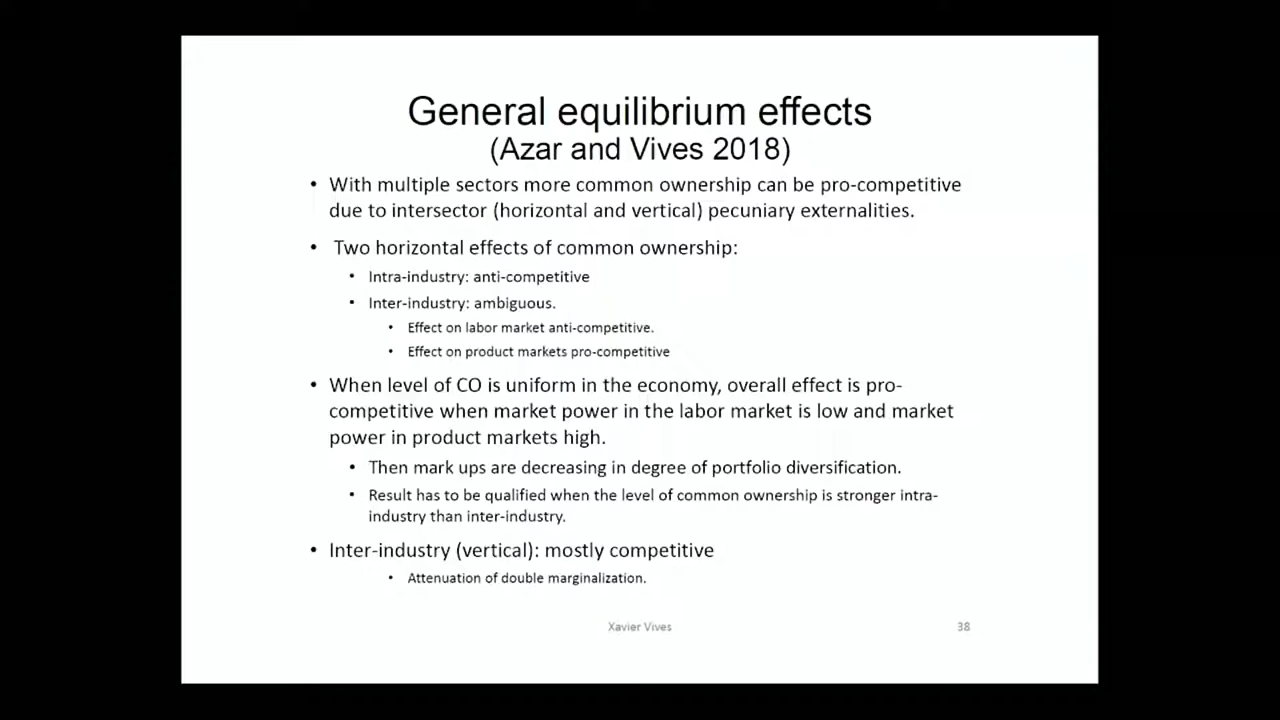 General equilibrium effects
(Azar and Vives 2018)
• With multiple sectors more common ownership can be pro-competitive
due to intersector (horizontal and vertical) pecuniary externalities.
• Two horizontal effects of common ownership:
• Intra-industry: anti-competitive
• Inter-industry: ambiguous.
• Effect on labor market anti-competitive.
• Effect on product markets pro-competitive
• When level of CO is uniform in the economy, overall effect is pro-
competitive when market power in the labor market is low and market
power in product markets high.
• Then mark ups are decreasing in degree of portfolio diversification.
• Result has to be qualified when the level of common ownership is stronger intra-
industry than inter-industry.
• Inter-industry (vertical): mostly competitive
• Attenuation of double marginalization.
Xavier Vives
38